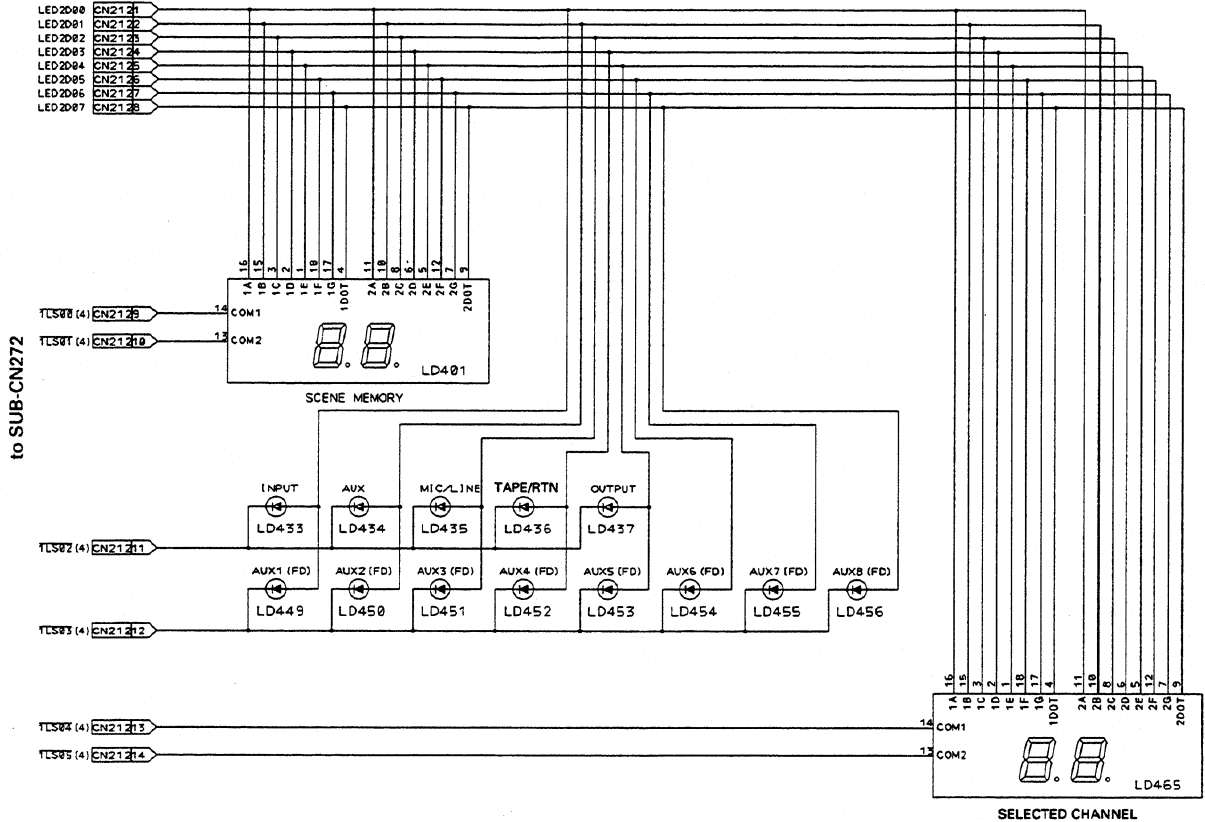 LED2D00 CN212 1
LED2D01 CN212 2
LED2D02 CN212 3
LED2D03 CN212 4
LED2D04 CN212 5
LED2D05 CN212 6
LED2D06 CN212 7
LED2D07 CN212 8
16 15 3 2 1 18 17 4 11 10 8 6 5 12 7 9
1A 1B 1C 1D 1E 1F 1G 1DOT 2A 2B 2C 2D 2E 2F 2G 2DOT
TLS00 (4) CN212 9 14 COM1
TLS01 (4) CN212 10 13 COM2
8.8.
LD401
SCENE MEMORY
to SUB-CN272
INPUT AUX MIC/LINE TAPE/RTN OUTPUT
LD433 LD434 LD435 LD436 LD437
TLS02 (4) CN212 11
AUX1 (FD) AUX2 (FD) AUX3 (FD) AUX4 (FD) AUX5 (FD) AUX6 (FD) AUX7 (FD) AUX8 (FD)
LD449 LD450 LD451 LD452 LD453 LD454 LD455 LD456
TLS03 (4) CN212 12
16 15 3 2 1 18 17 4 11 10 8 6 5 12 7 9
1A 1B 1C 1D 1E 1F 1G 1DOT 2A 2B 2C 2D 2E 2F 2G 2DOT
TLS04 (4) CN212 13 14 COM1
TLS05 (4) CN212 14 13 COM2
8.8.
LD465
SELECTED CHANNEL